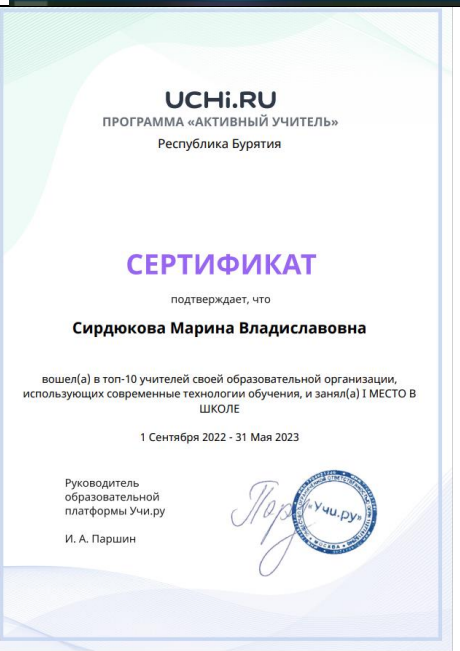 UCHi.RU
ПРОГРАММА «АКТИВНЫЙ УЧИТЕЛЬ»
Республика Бурятия
СЕРТИФИКАТ
подтверждает, что
Сирдюкова Марина Владиславовна
вошел(а) в топ-10 учителей своей образовательной организации,
использующих современные технологии обучения, и занял(а) I МЕСТО В
ШКОЛЕ
1 Сентября 2022 - 31 Мая 2023
Руководитель
образовательной
платформы Учи.ру
И. А. Паршин
«Учи.ру»
МОСКВА